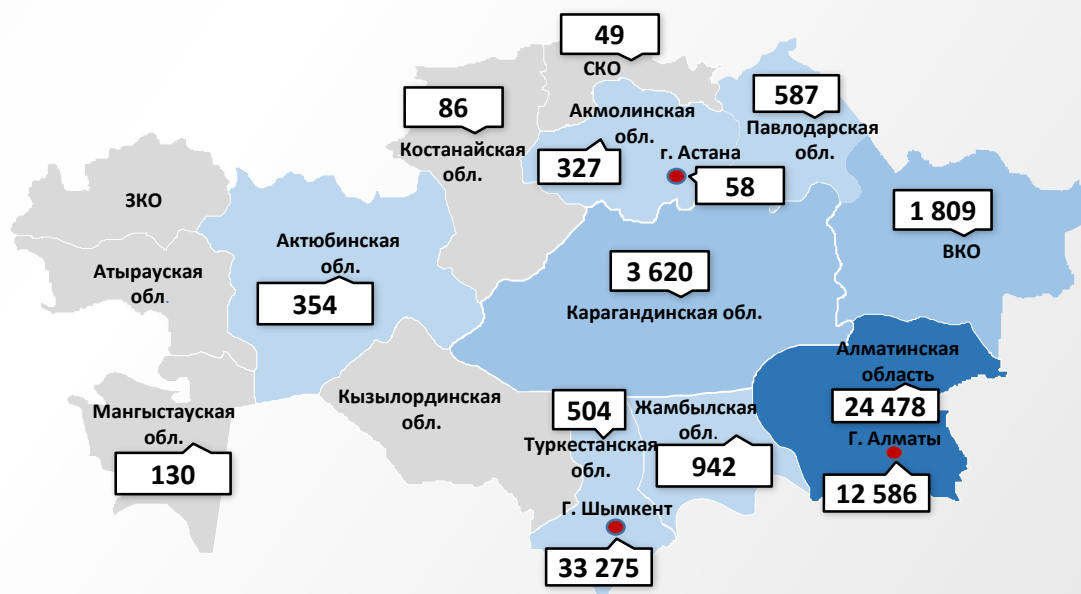 49
СКО
86
Костанайская
обл.
Акмолинская
обл.
327
г. Астана
58
587
Павлодарская
обл.
1 809
ВКО
ЗКО
Атырауская
обл.
Актюбинская
обл.
354
3 620
Карагандинская обл.
Алматинская
область
24 478
Г. Алматы
12 586
Мангыстауская
обл.
130
Кызылординская
обл.
504
Туркестанская
обл.
Жамбылская
обл.
942
Г. Шымкент
33 275